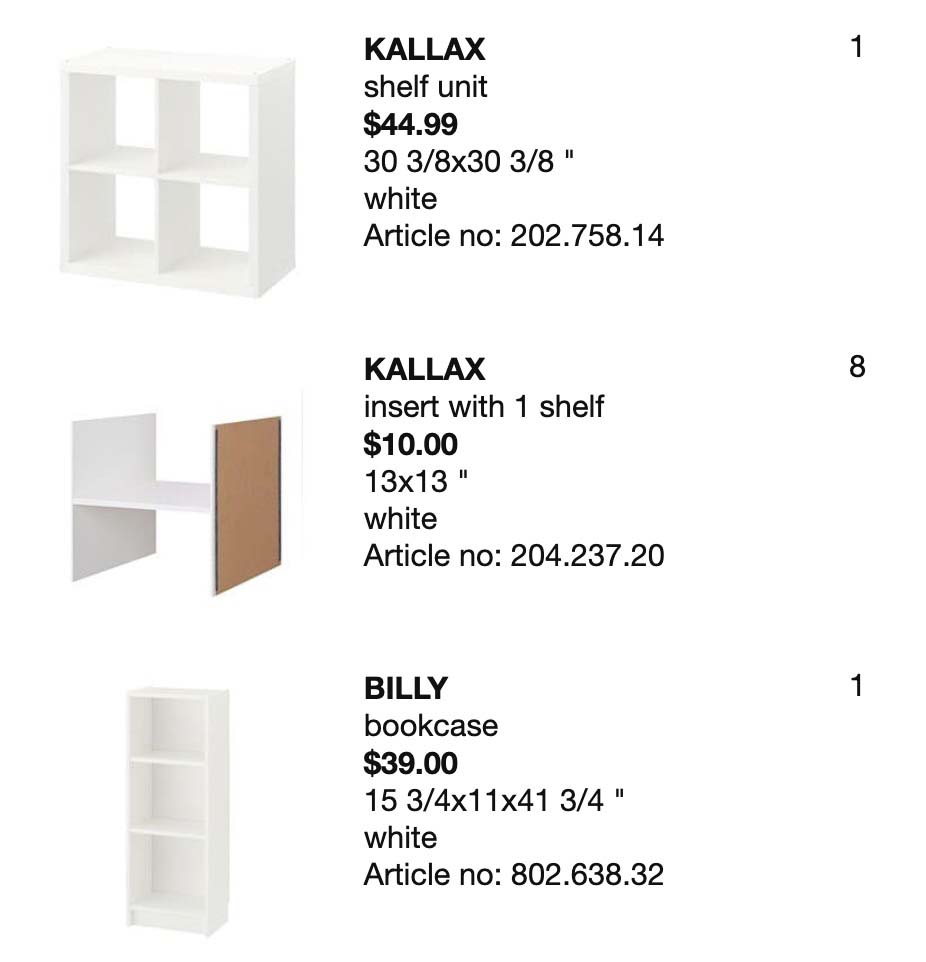 KALLAX 1
shelf unit
$44.99
30 3/8x30 3/8 "
white
Article no: 202.758.14
KALLAX 8
insert with 1 shelf
$10.00
13x13 "
white
Article no: 204.237.20
BILLY 1
bookcase
$39.00
15 3/4x11x41 3/4 "
white
Article no: 802.638.32